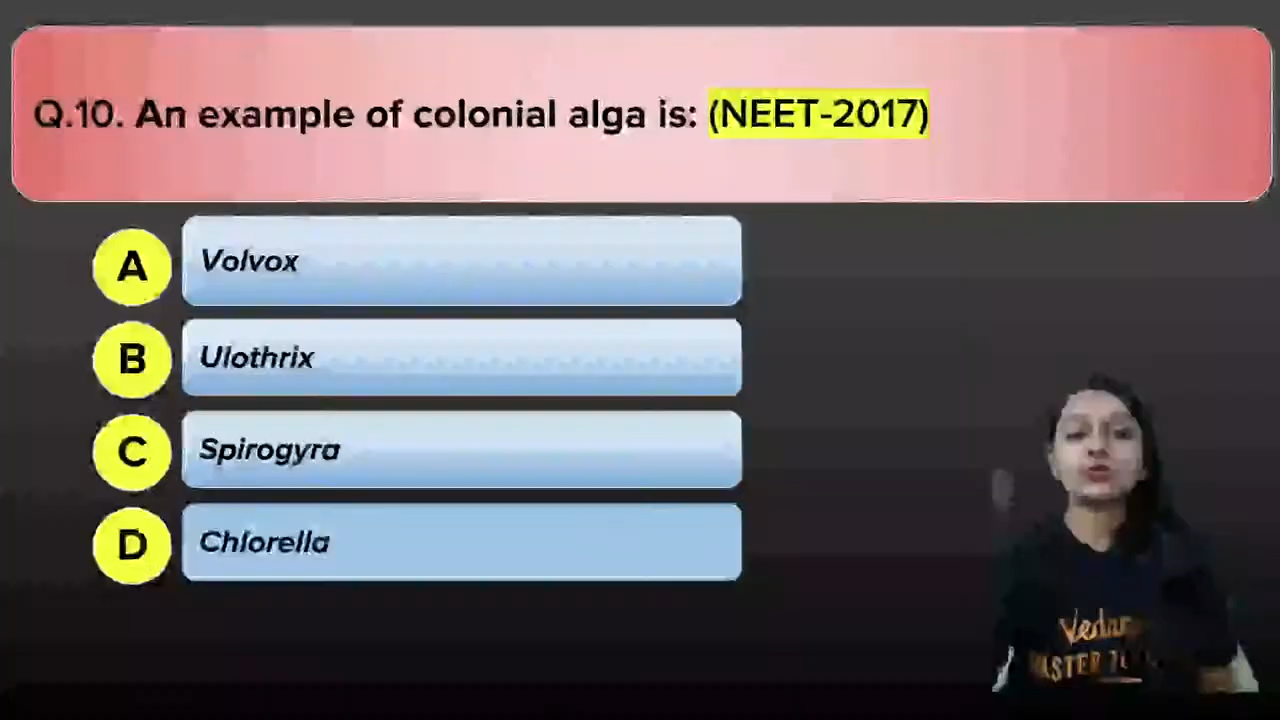 Q.10. An example of colonial alga is: (NEET-2017)
A Volvox
B Ulothrix
C Spirogyra
D Chlorella